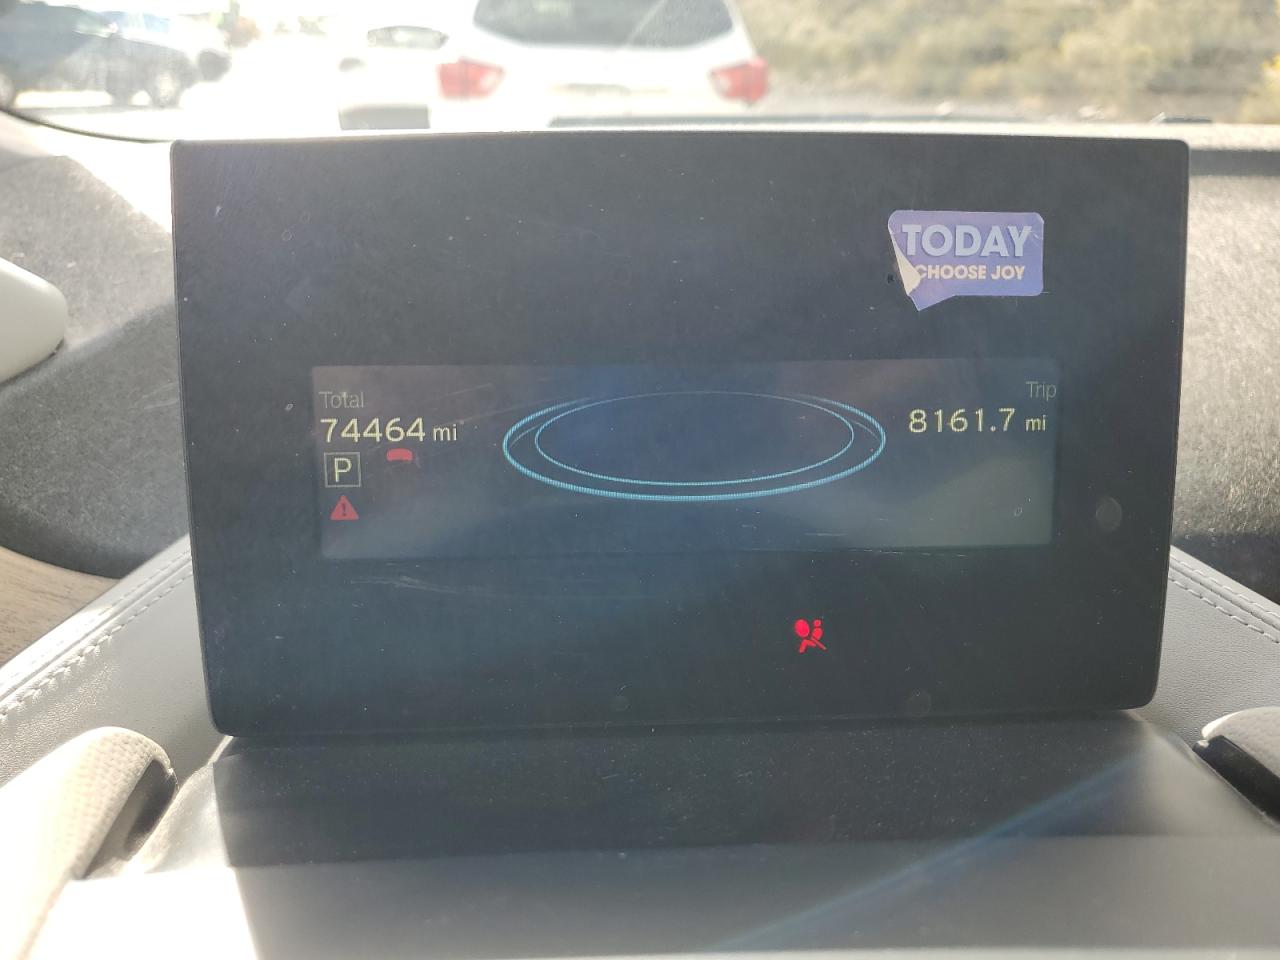 TODAY
CHOOSE JOY
Total
74464 mi
Trip
8161.7 mi
P